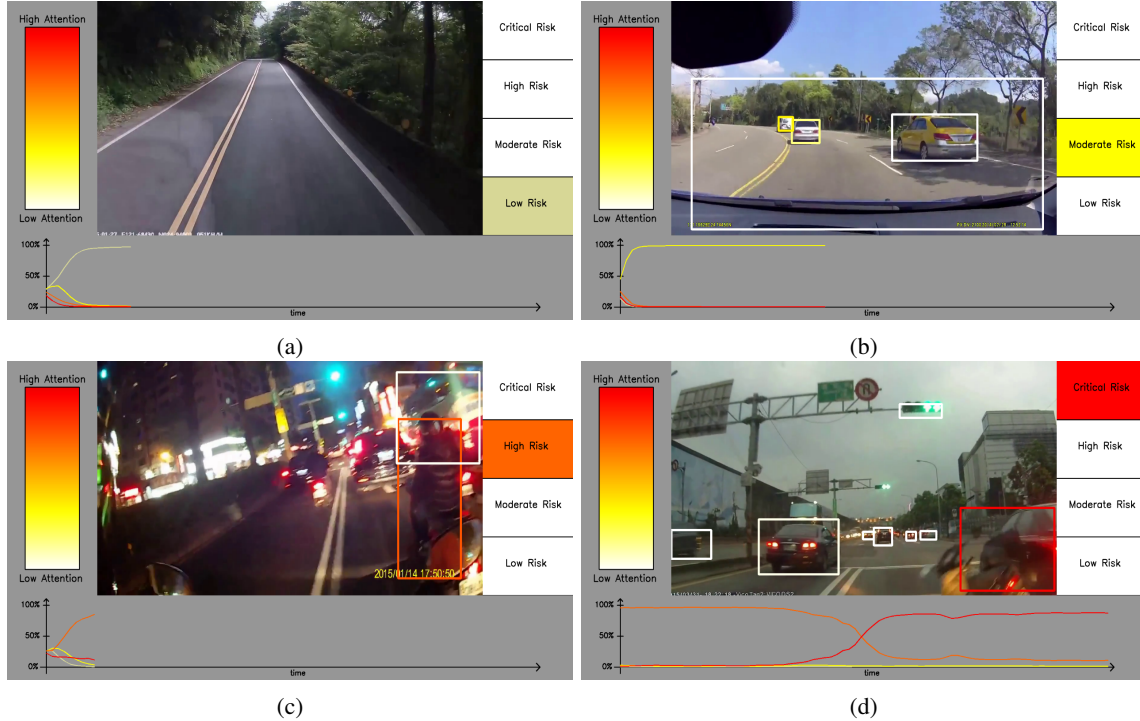 High Attention
Low Attention
Critical Risk
High Risk
Moderate Risk
Low Risk
100%
50%
0%
time
(a)
High Attention
Low Attention
Critical Risk
High Risk
Moderate Risk
Low Risk
100%
50%
0%
time
(b)
High Attention
Low Attention
2015/01/14 17:50:50
Critical Risk
High Risk
Moderate Risk
Low Risk
100%
50%
0%
time
(c)
High Attention
Low Attention
Critical Risk
High Risk
Moderate Risk
Low Risk
100%
50%
0%
time
(d)